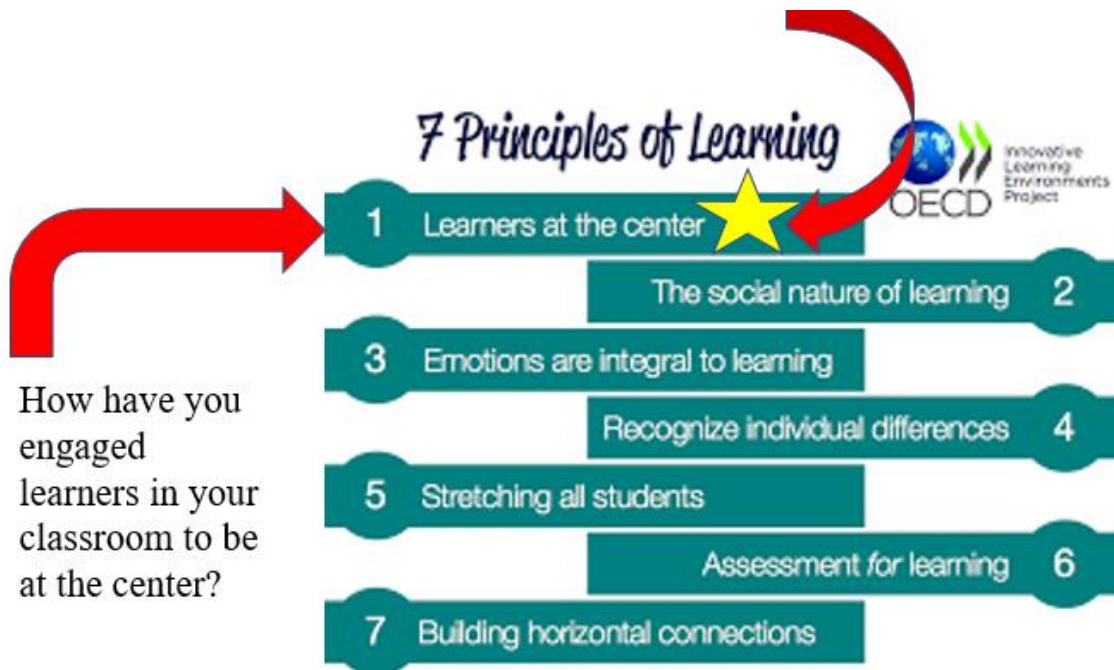 7 Principles of Learning
OECD
Innovative
Learning
Environments
Project
1 Learners at the center
The social nature of learning 2
3 Emotions are integral to learning
Recognize individual differences 4
5 Stretching all students
Assessment for learning 6
7 Building horizontal connections
How have you
engaged
learners in your
classroom to be
at the center?